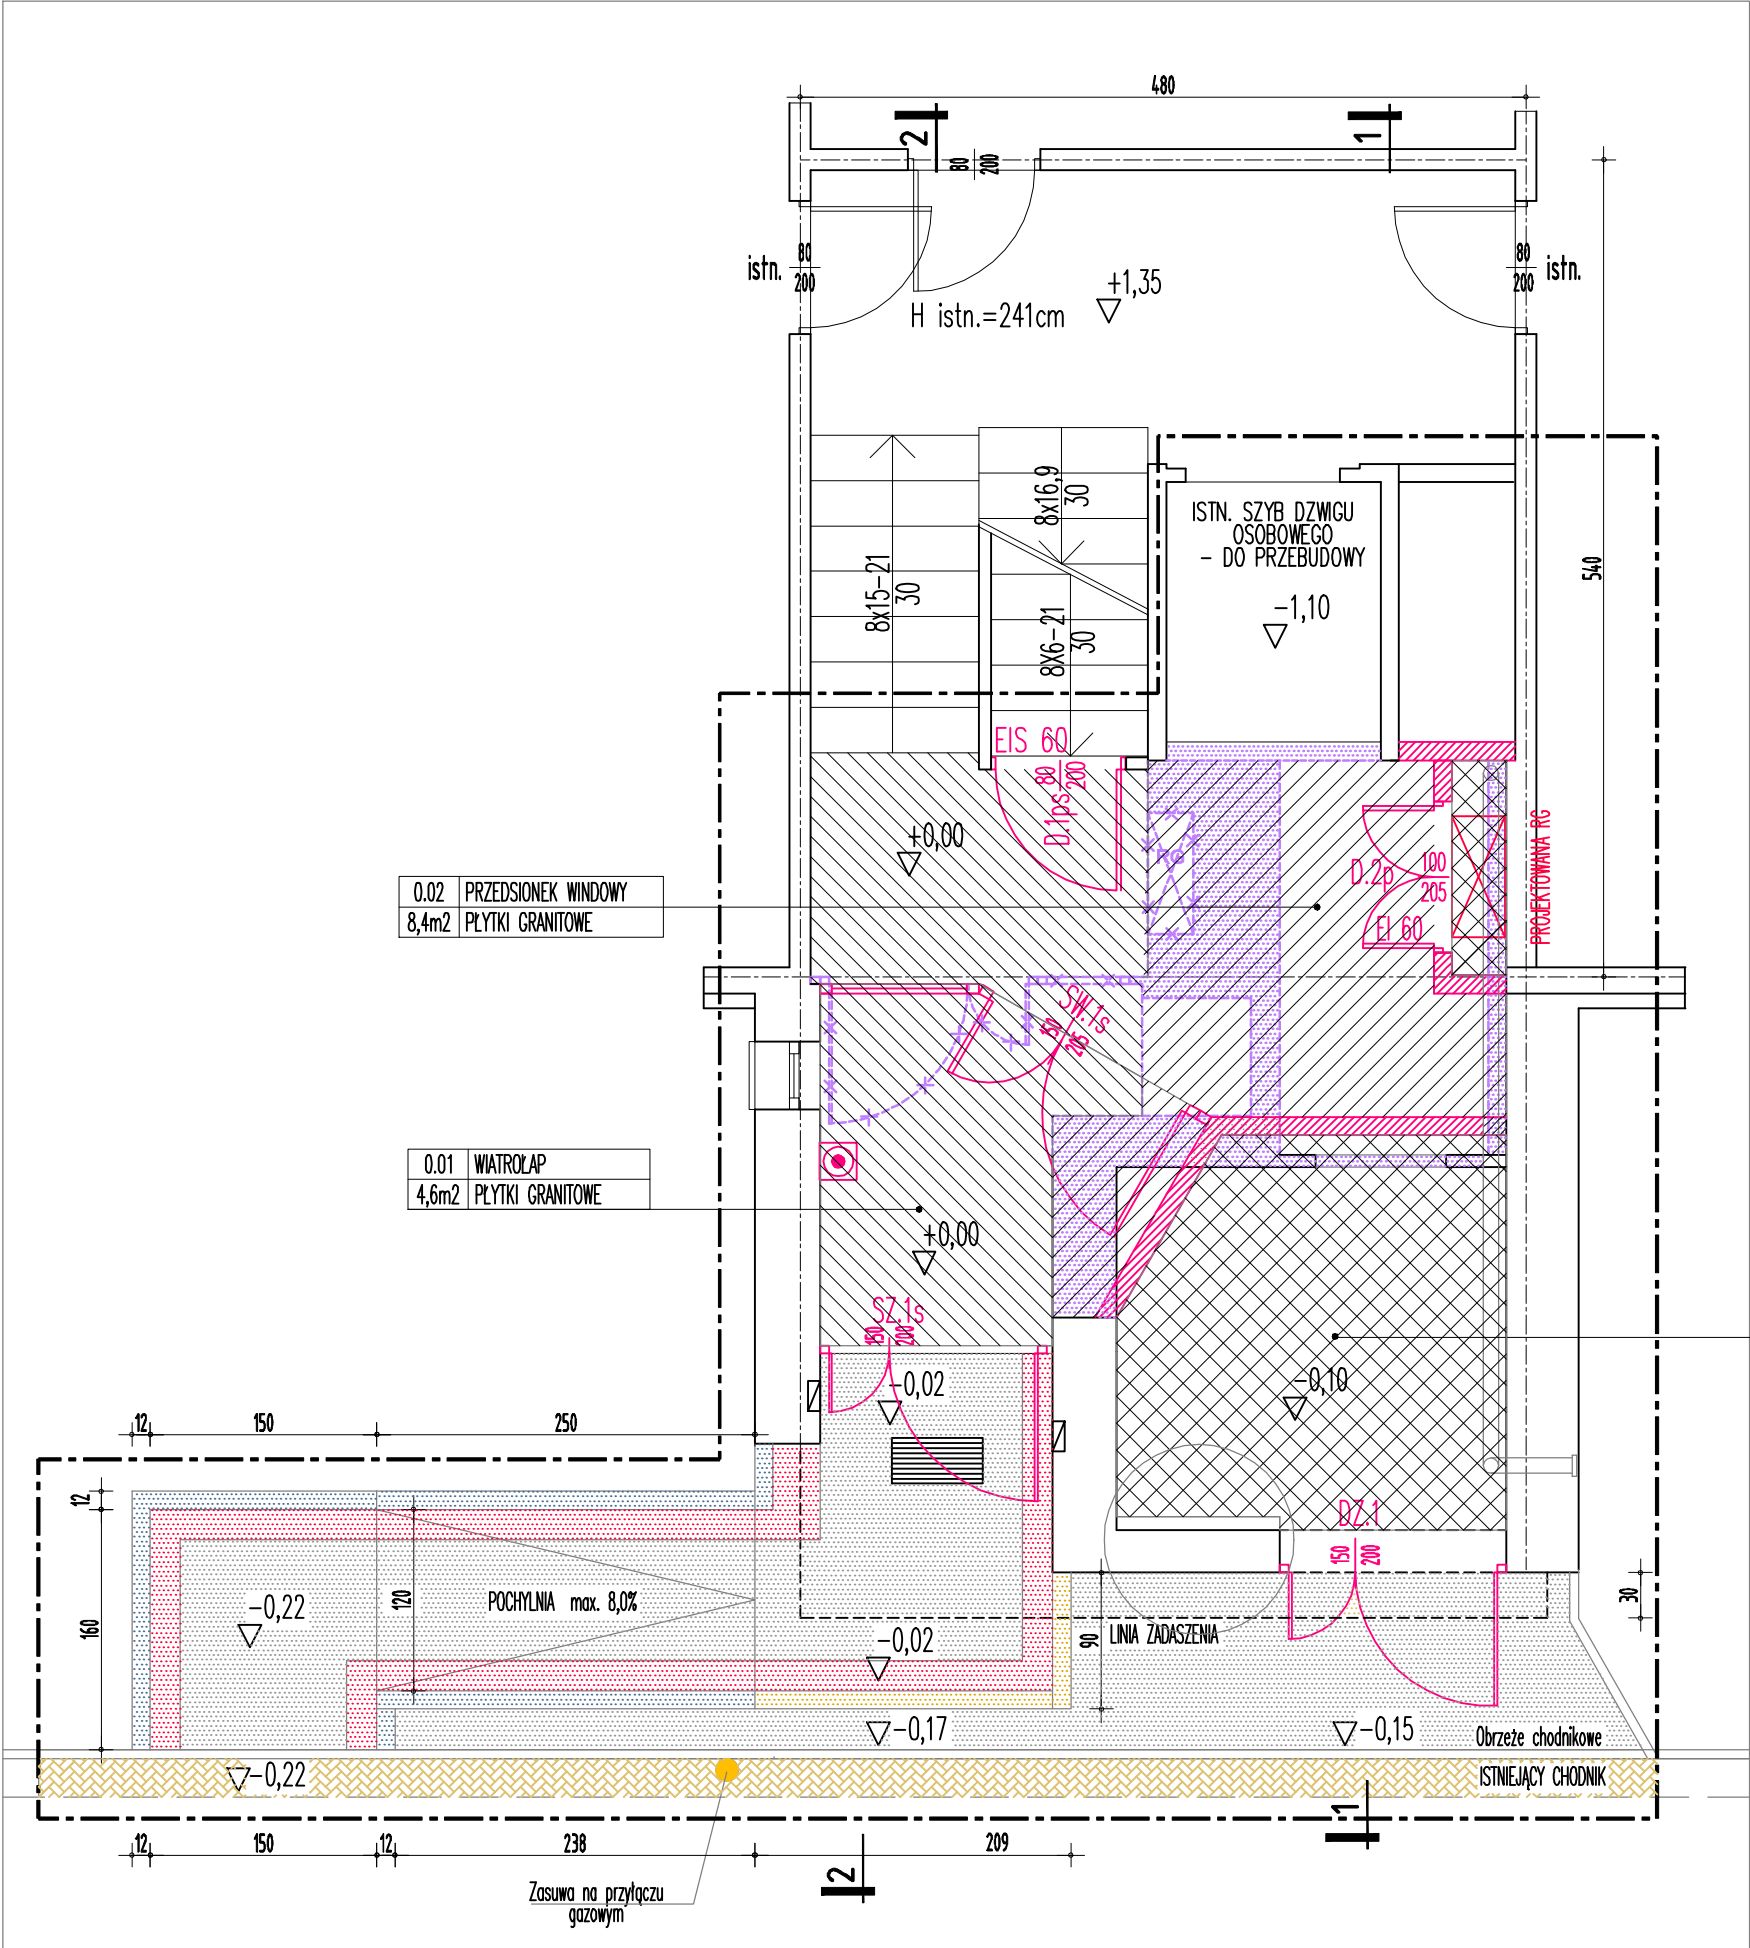 480
2
1
80
200
istn.
80
200
80
200
istn.
+1,35
H istn.=241cm
8x16,9
30
ISTN. SZYB DZWIGU
OSOBOWEGO
- DO PRZEBUDOWY
540
8x15-21
30
-1,10
8X6-21
30
EIS 60
D.1ps
80
200
+0,00
RG
D.2p
100
205
EI 60
PROJEKTOWANA RG
0.02 PRZEDSIONEK WINDOWY
8,4m2 PŁYTKI GRANITOWE
SW.1s
150
205
0.01 WIATROŁAP
4,6m2 PŁYTKI GRANITOWE
+0,00
SZ.1s
150
200
-0,02
-0,10
12
150
250
12
DZ.1
150
200
160
120
POCHYLNIA max. 8,0%
-0,22
30
-0,02
90
LINIA ZADASZENIA
-0,17
-0,15
Obrzeże chodnikowe
-0,22
ISTNIEJĄCY CHODNIK
1
12
150
12
238
209
2
Zasuwa na przyłączu
gazowym